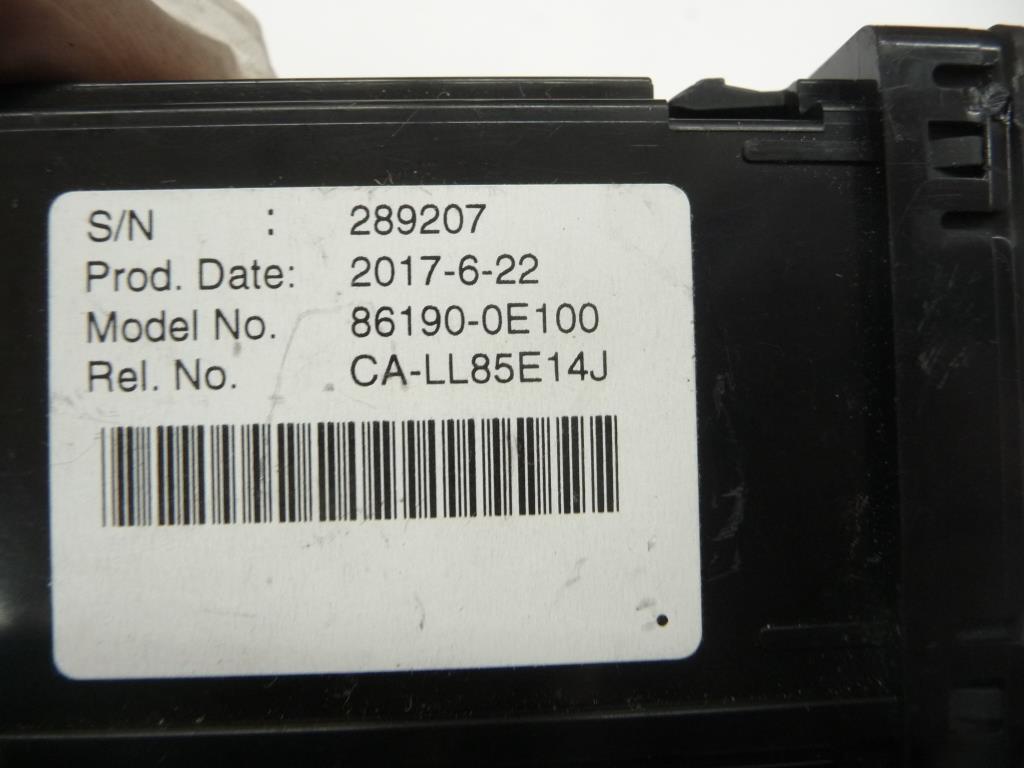 S/N : 289207
Prod. Date: 2017-6-22
Model No. 86190-0E100
Rel. No. CA-LL85E14J